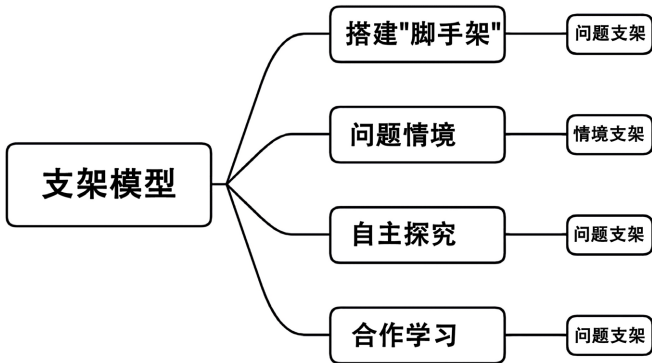 搭建"脚手架"
问题支架
问题情境
情境支架
支架模型
自主探究
问题支架
合作学习
问题支架